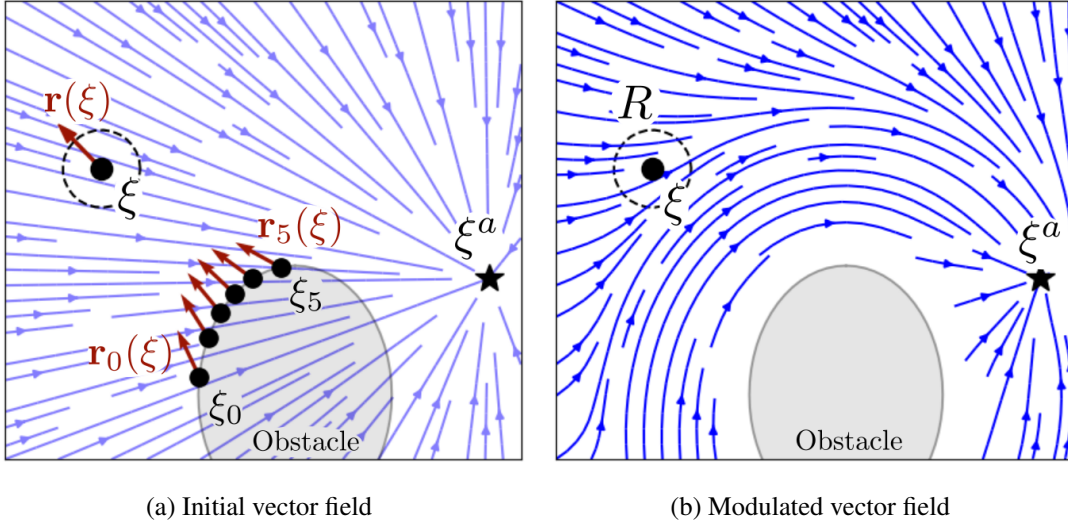 r(ξ)
ξ
r₅(ξ)
ξᵃ
ξ₅
r₀(ξ)
ξ₀
Obstacle
(a) Initial vector field
R
ξ
ξᵃ
Obstacle
(b) Modulated vector field